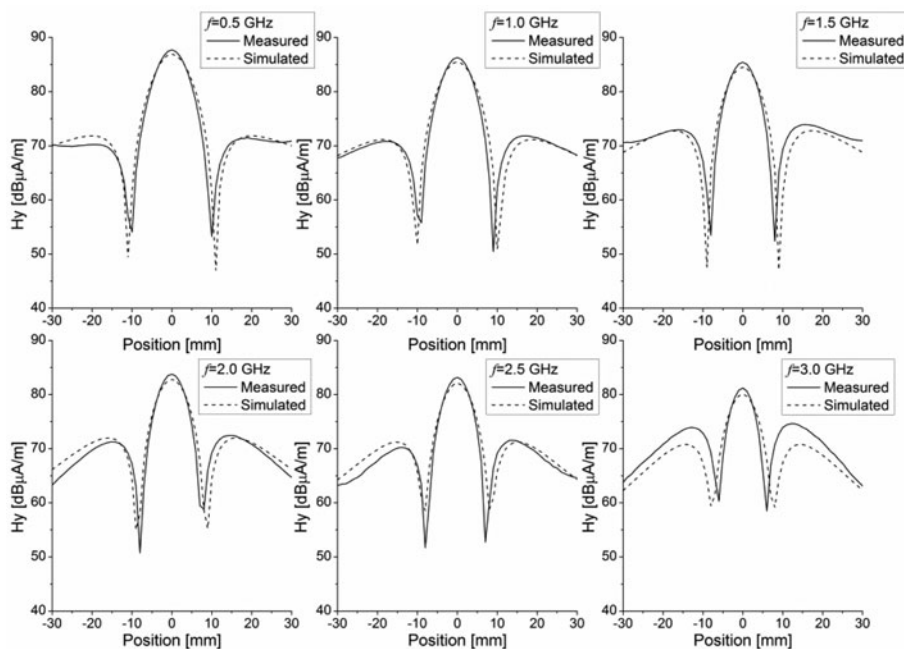 f=0.5 GHz
Measured
Simulated
Hy [dBµA/m]
90
80
70
60
50
40
-30 -20 -10 0 10 20 30
Position [mm]
f=1.0 GHz
Measured
Simulated
Hy [dBµA/m]
90
80
70
60
50
40
-30 -20 -10 0 10 20 30
Position [mm]
f=1.5 GHz
Measured
Simulated
Hy [dBµA/m]
90
80
70
60
50
40
-30 -20 -10 0 10 20 30
Position [mm]
f=2.0 GHz
Measured
Simulated
Hy [dBµA/m]
90
80
70
60
50
40
-30 -20 -10 0 10 20 30
Position [mm]
f=2.5 GHz
Measured
Simulated
Hy [dBµA/m]
90
80
70
60
50
40
-30 -20 -10 0 10 20 30
Position [mm]
f=3.0 GHz
Measured
Simulated
Hy [dBµA/m]
90
80
70
60
50
40
-30 -20 -10 0 10 20 30
Position [mm]